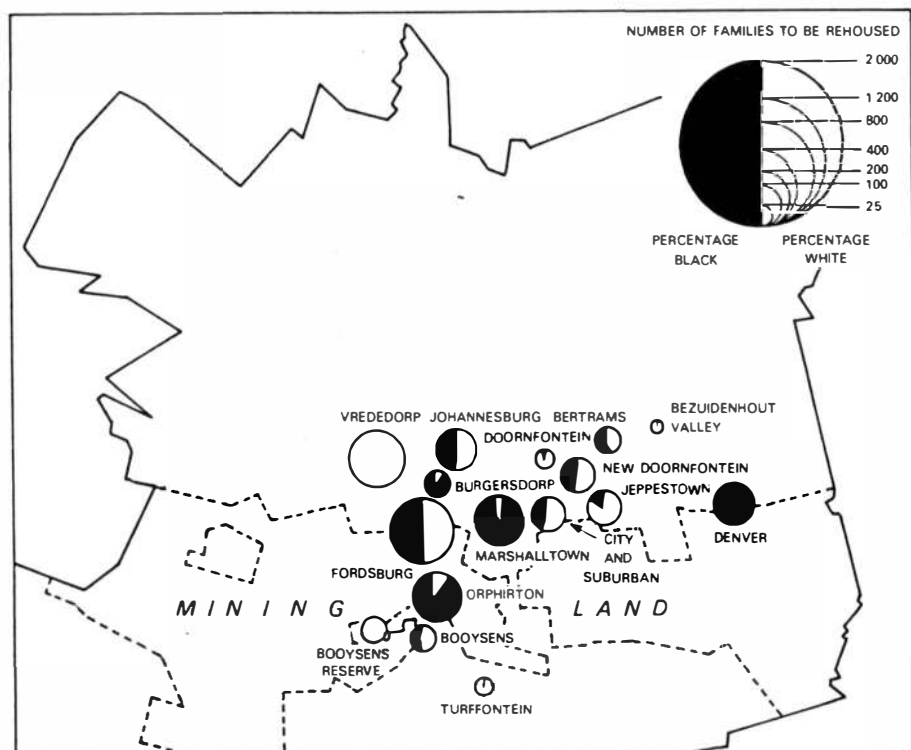 NUMBER OF FAMILIES TO BE REHOUSED
2 000
1 200
800
400
200
100
25
PERCENTAGE
BLACK
PERCENTAGE
WHITE
VREDEDORP
JOHANNESBURG
BERTRAMS
BEZUIDENHOUT
VALLEY
DOORNFONTEIN
NEW DOORNFONTEIN
BURGERSDORP
JEPPESTOWN
DENVER
MARSHALLTOWN
CITY
AND
SUBURBAN
FORDSBURG
ORPHIRTON
MINING
LAND
BOOYSENS
BOOYSENS
RESERVE
TURFFONTEIN